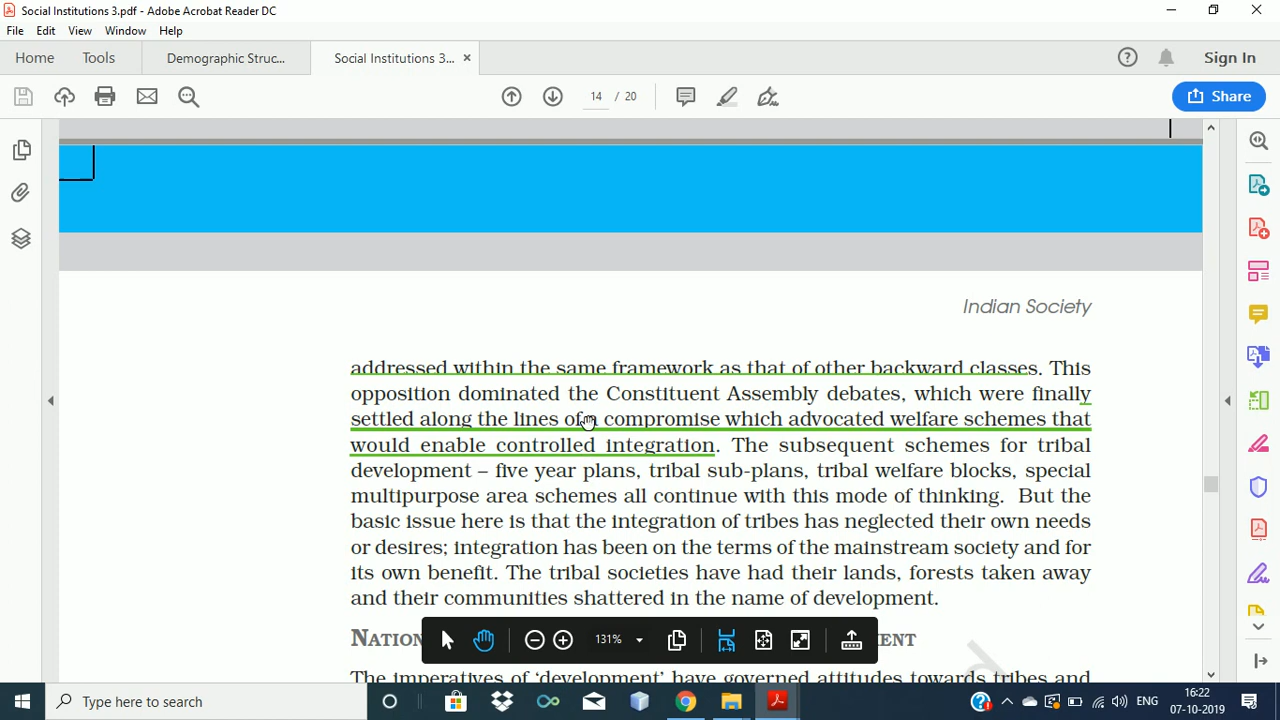 Social Institutions 3.pdf - Adobe Acrobat Reader DC
File Edit View Window Help
Home Tools Demographic Struc... Social Institutions 3... × Sign In
14 / 20 Share
Indian Society
addressed within the same framework as that of other backward classes. This
opposition dominated the Constituent Assembly debates, which were finally
settled along the lines of a compromise which advocated welfare schemes that
would enable controlled integration. The subsequent schemes for tribal
development – five year plans, tribal sub-plans, tribal welfare blocks, special
multipurpose area schemes all continue with this mode of thinking. But the
basic issue here is that the integration of tribes has neglected their own needs
or desires; integration has been on the terms of the mainstream society and for
its own benefit. The tribal societies have had their lands, forests taken away
and their communities shattered in the name of development.
131%
The imperatives of 'development' have governed attitudes towards tribes and
Type here to search ENG 16:22
07-10-2019